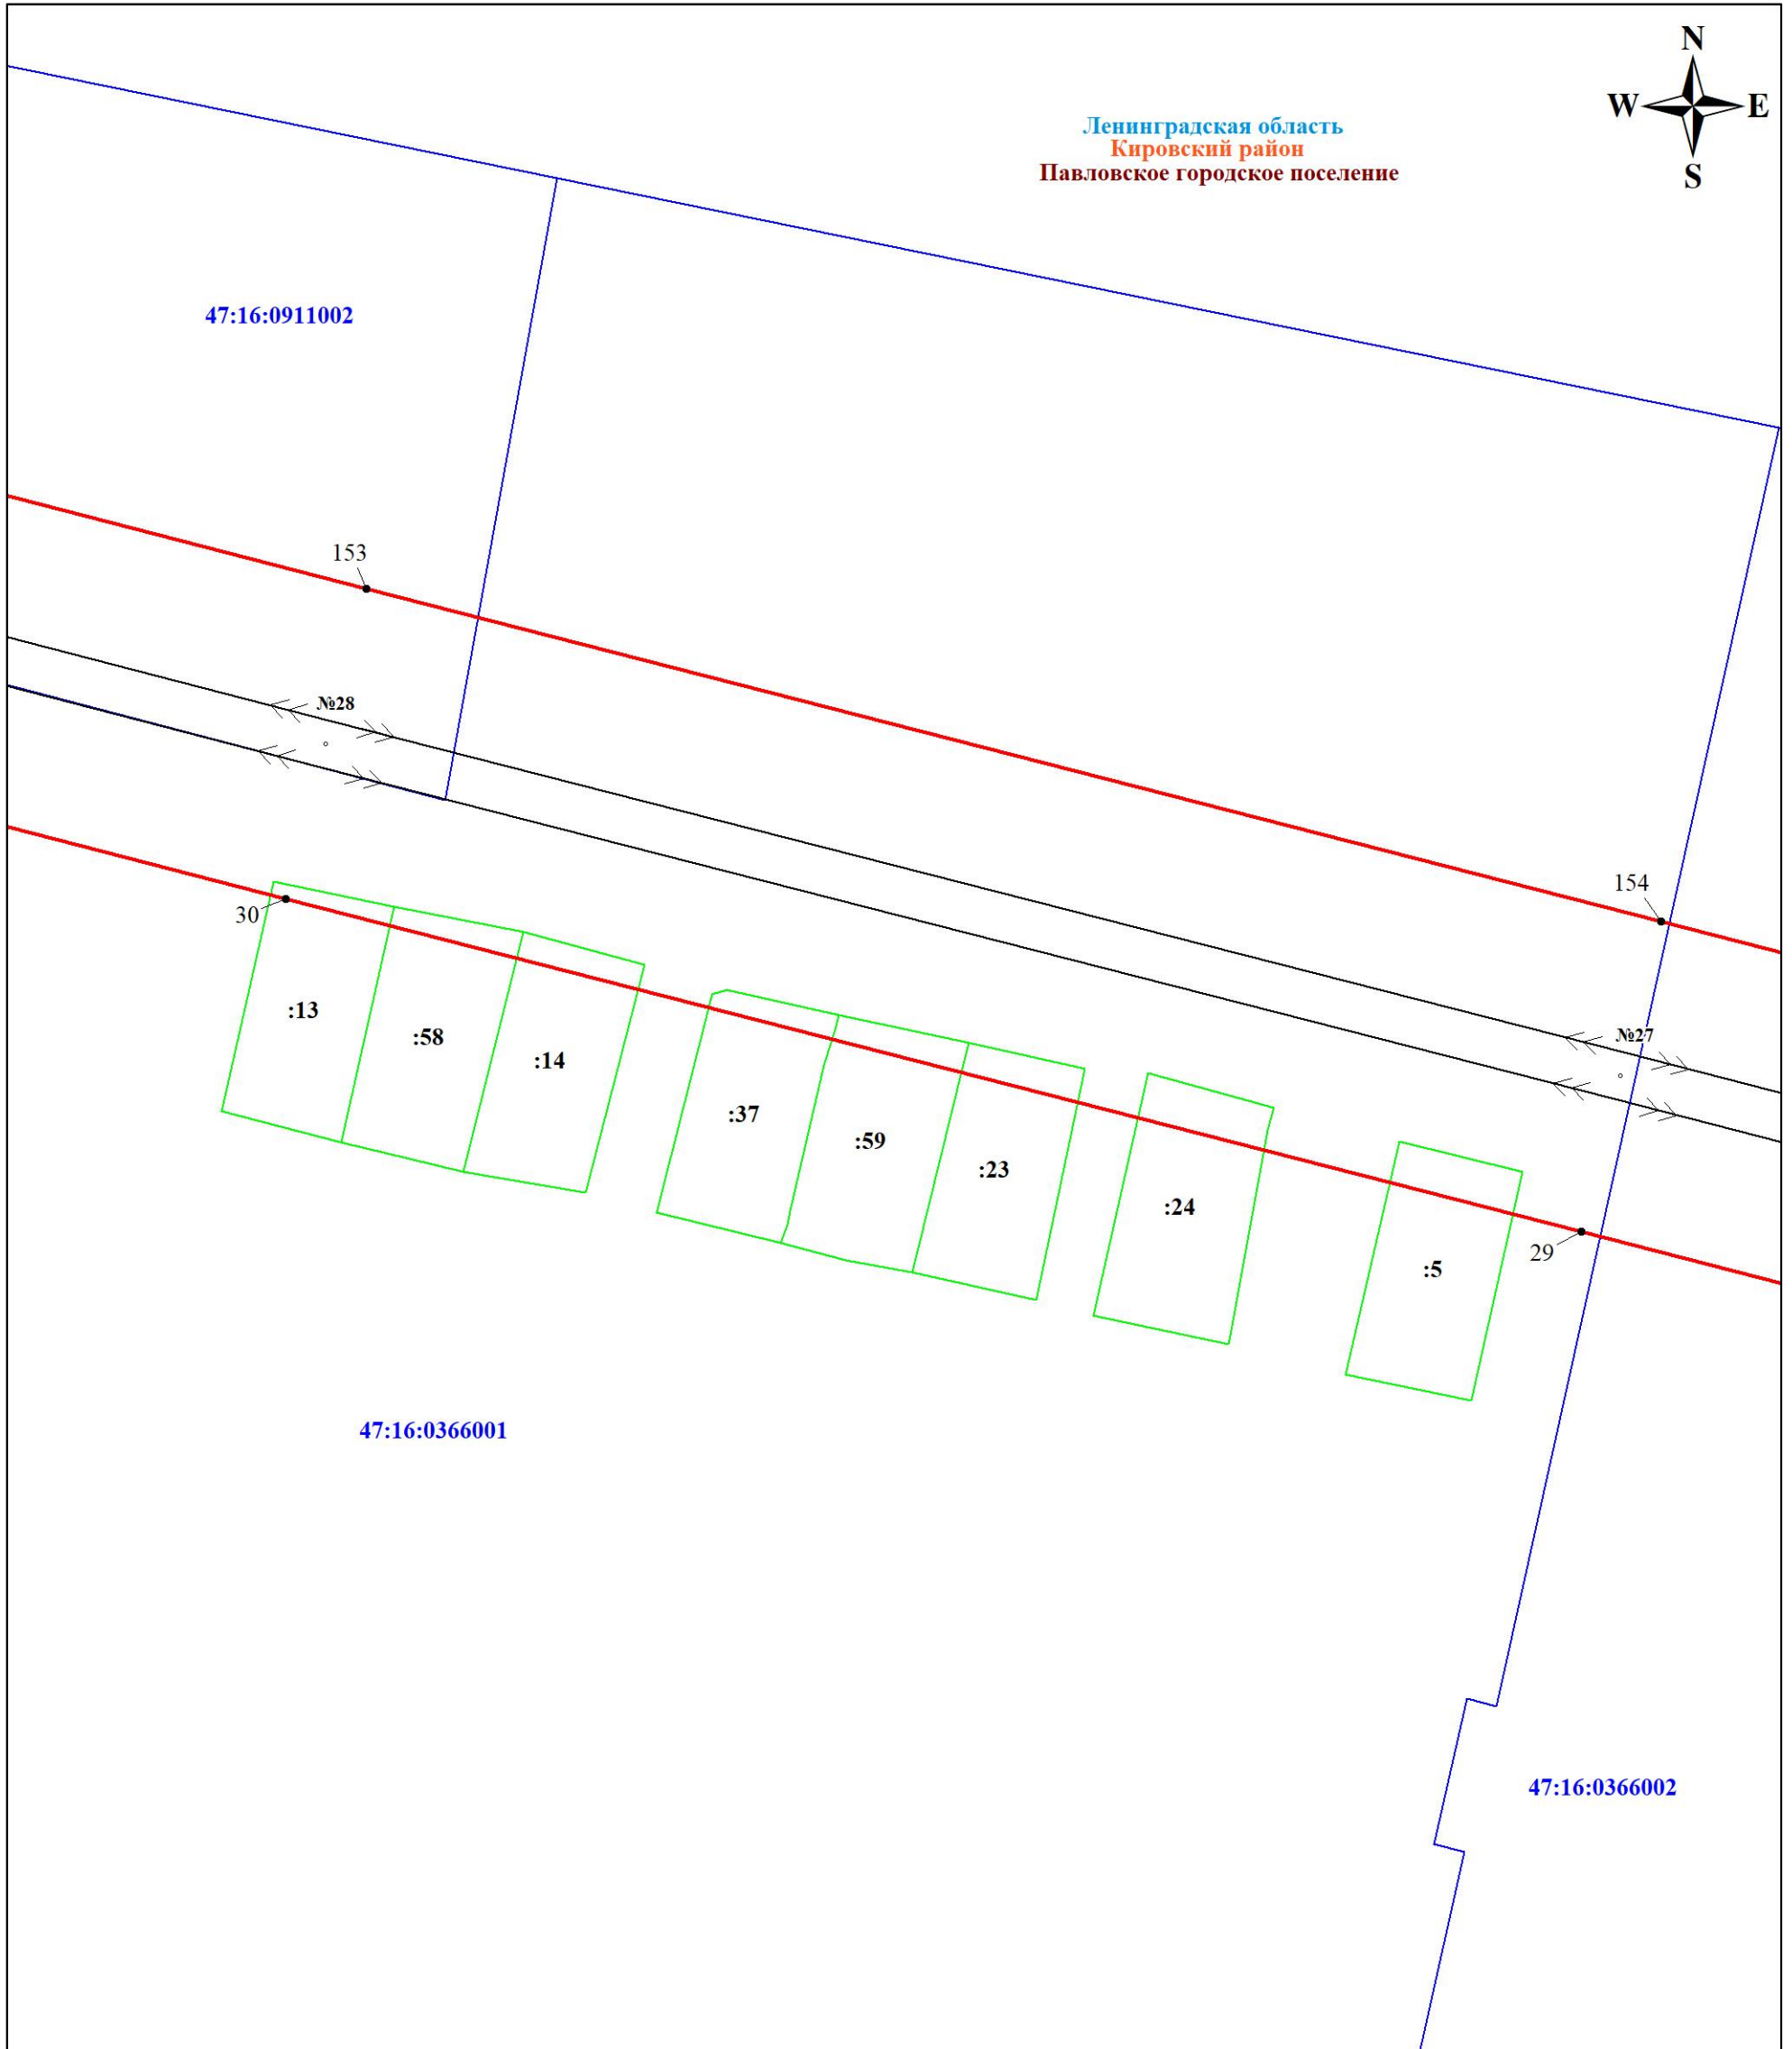 N
W E
S
Ленинградская область
Кировский район
Павловское городское поселение
47:16:0911002
153
№28
154
30
:13
:58
:14
№27
:37
:59
:23
:24
29
:5
47:16:0366001
47:16:0366002